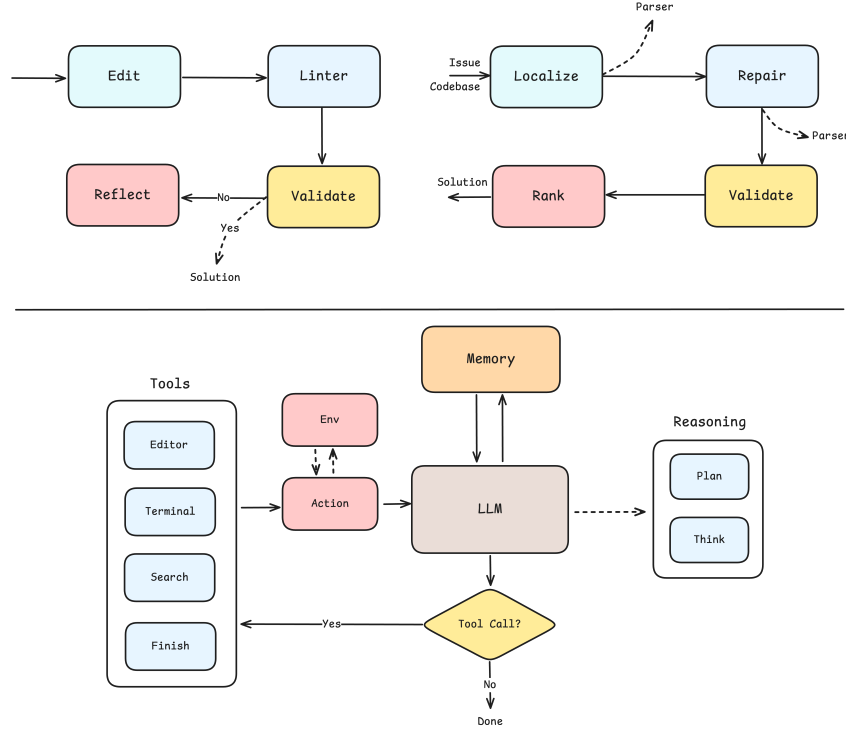 Edit
Linter
Reflect
No
Validate
Yes
Solution
Parser
Issue
Codebase
Localize
Repair
Parser
Solution
Rank
Validate
Memory
Tools
Editor
Terminal
Search
Finish
Env
Action
LLM
Reasoning
Plan
Think
Tool Call?
Yes
No
Done